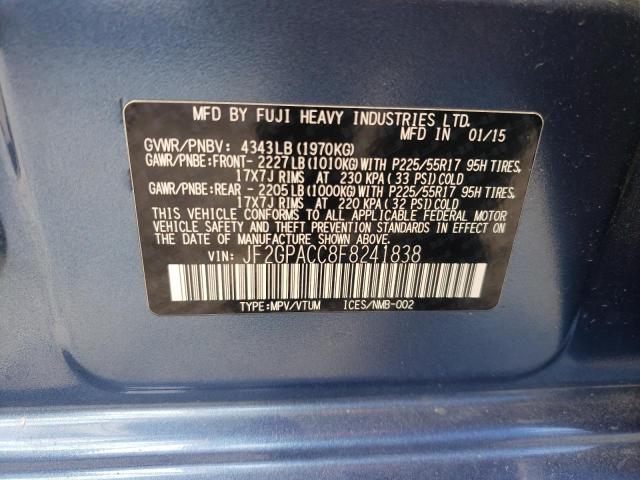 MFD BY FUJI HEAVY INDUSTRIES LTD.
MFD IN 01/15
GVWR/PNBV: 4343LB(1970KG)
GAWR/PNBE:FRONT- 2227LB(1010KG)WITH P225/55R17 95H TIRES,
17X7J RIMS AT 230 KPA(33 PSI)COLD
GAWR/PNBE:REAR - 2205LB(1000KG)WITH P225/55R17 95H TIRES,
17X7J RIMS AT 220 KPA(32 PSI)COLD
THIS VEHICLE CONFORMS TO ALL APPLICABLE FEDERAL MOTOR
VEHICLE SAFETY AND THEFT PREVENTION STANDARDS IN EFFECT ON
THE DATE OF MANUFACTURE SHOWN ABOVE.
VIN: JF2GPACC8F8241838
TYPE:MPV/VTUM ICES/NMB-002